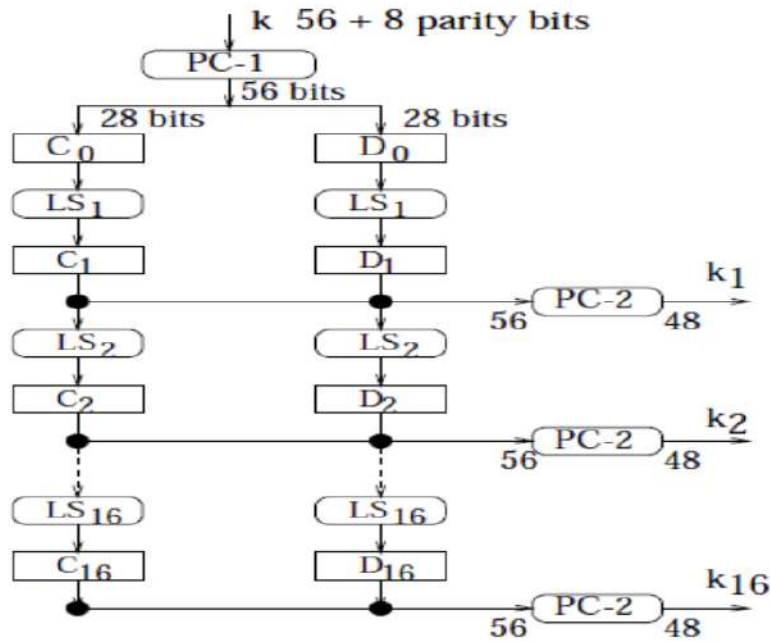 k 56 + 8 parity bits
PC-1
56 bits
28 bits 28 bits
C0 D0
LS1 LS1
C1 D1
k1
56 PC-2 48
LS2 LS2
C2 D2
k2
56 PC-2 48
LS16 LS16
C16 D16
k16
56 PC-2 48